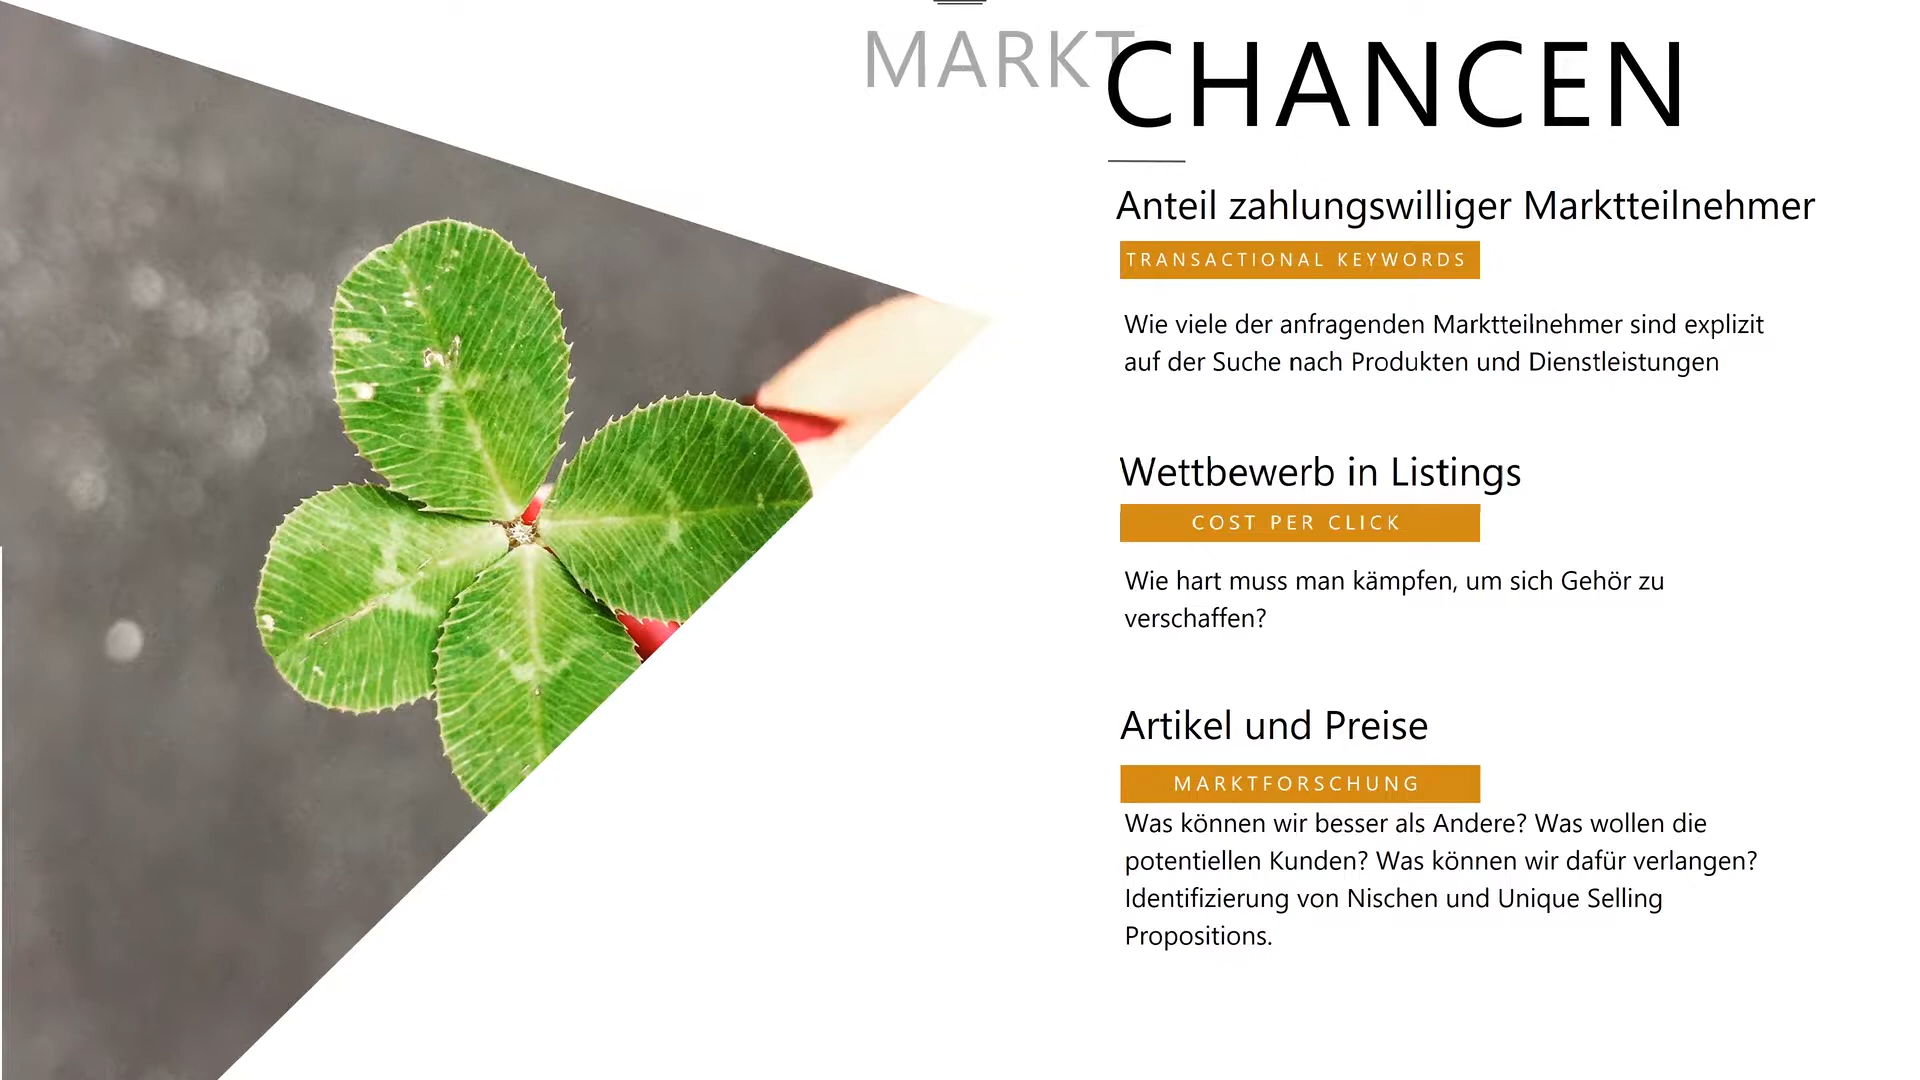 MARKT
CHANCEN
Anteil zahlungswilliger Marktteilnehmer
TRANSACTIONAL KEYWORDS
Wie viele der anfragenden Marktteilnehmer sind explizit
auf der Suche nach Produkten und Dienstleistungen
Wettbewerb in Listings
COST PER CLICK
Wie hart muss man kämpfen, um sich Gehör zu
verschaffen?
Artikel und Preise
MARKTFORSCHUNG
Was können wir besser als Andere? Was wollen die
potentiellen Kunden? Was können wir dafür verlangen?
Identifizierung von Nischen und Unique Selling
Propositions.